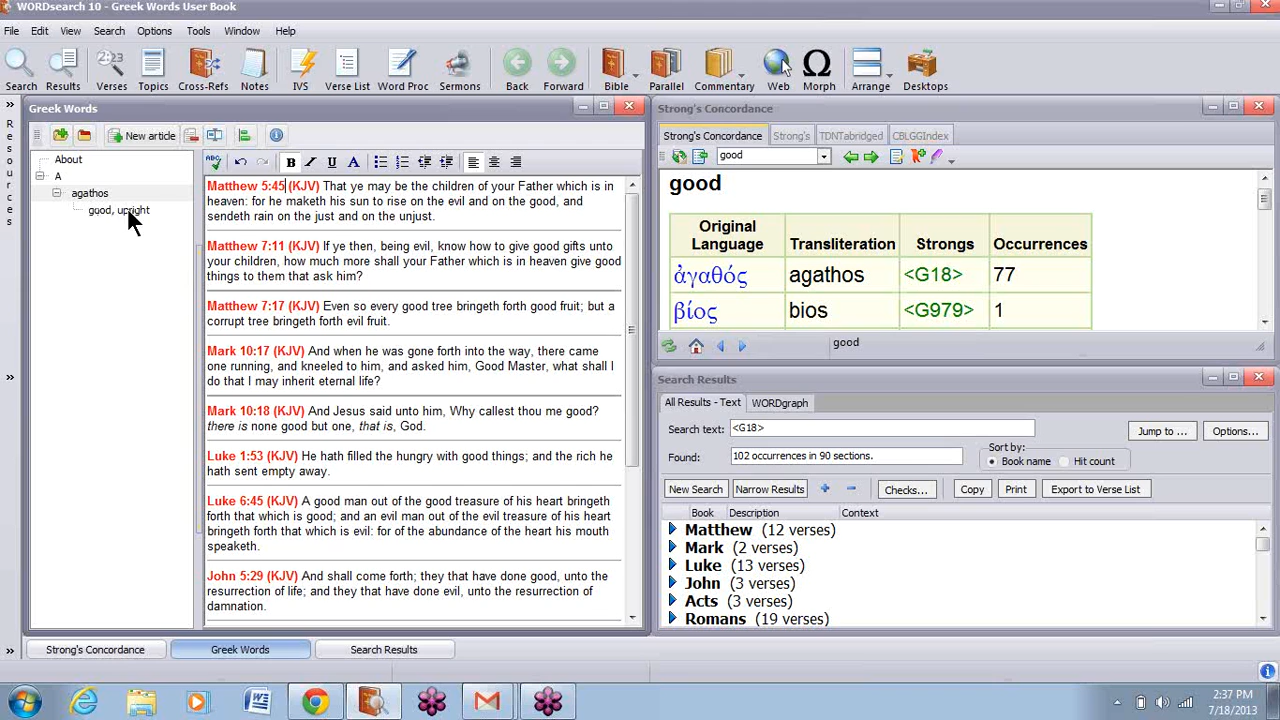 WORDsearch 10 - Greek Words User Book
File Edit View Search Options Tools Window Help
Search Results Verses Topics Cross-Refs Notes IVS Verse List Word Proc Sermons Back Forward Bible Parallel Commentary Web Morph Arrange Desktops
Resources
Greek Words
New article
About
A
agathos
good, upright
Matthew 5:45 (KJV) That ye may be the children of your Father which is in
heaven: for he maketh his sun to rise on the evil and on the good, and
sendeth rain on the just and on the unjust.
Matthew 7:11 (KJV) If ye then, being evil, know how to give good gifts unto
your children, how much more shall your Father which is in heaven give good
things to them that ask him?
Matthew 7:17 (KJV) Even so every good tree bringeth forth good fruit; but a
corrupt tree bringeth forth evil fruit.
Mark 10:17 (KJV) And when he was gone forth into the way, there came
one running, and kneeled to him, and asked him, Good Master, what shall I
do that I may inherit eternal life?
Mark 10:18 (KJV) And Jesus said unto him, Why callest thou me good?
there is none good but one, that is, God.
Luke 1:53 (KJV) He hath filled the hungry with good things; and the rich he
hath sent empty away.
Luke 6:45 (KJV) A good man out of the good treasure of his heart bringeth
forth that which is good; and an evil man out of the evil treasure of his heart
bringeth forth that which is evil: for of the abundance of the heart his mouth
speaketh.
John 5:29 (KJV) And shall come forth; they that have done good, unto the
resurrection of life; and they that have done evil, unto the resurrection of
damnation.
Strong's Concordance
Strong's Concordance Strong's TDNTabridged CBLGGIndex
good
good
Original Language Transliteration Strongs Occurrences
ἀγαθός agathos <G18> 77
βίος bios <G979> 1
good
Search Results
All Results - Text WORDgraph
Search text: <G18> Jump to ... Options...
Found: 102 occurrences in 90 sections. Sort by: Book name Hit count
New Search Narrow Results Checks... Copy Print Export to Verse List
Book Description Context
Matthew (12 verses)
Mark (2 verses)
Luke (13 verses)
John (3 verses)
Acts (3 verses)
Romans (19 verses)
Strong's Concordance Greek Words Search Results
2:37 PM
7/18/2013